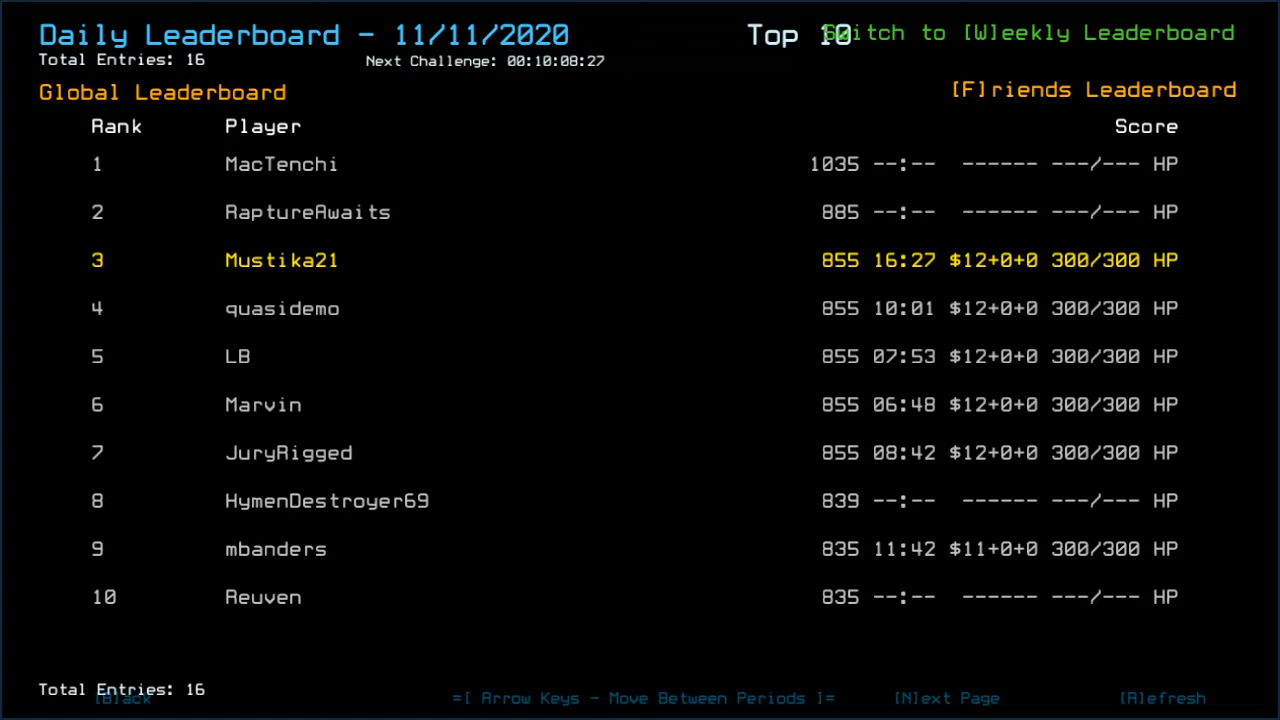 Daily Leaderboard - 11/11/2020
Top 10
Switch to [W]eekly Leaderboard
Total Entries: 16
Next Challenge: 00:10:08:27
Global Leaderboard
[F]riends Leaderboard
Rank Player Score
1 MacTenchi 1035 --:-- ------ ---/--- HP
2 RaptureAwaits 885 --:-- ------ ---/--- HP
3 Mustika21 855 16:27 $12+0+0 300/300 HP
4 quasidemo 855 10:01 $12+0+0 300/300 HP
5 LB 855 07:53 $12+0+0 300/300 HP
6 Marvin 855 06:48 $12+0+0 300/300 HP
7 JuryRigged 855 08:42 $12+0+0 300/300 HP
8 HymenDestroyer69 839 --:-- ------ ---/--- HP
9 mbanders 835 11:42 $11+0+0 300/300 HP
10 Reuven 835 --:-- ------ ---/--- HP
Total Entries: 16
[B]ack
=[ Arrow Keys - Move Between Periods ]=
[N]ext Page
[R]efresh